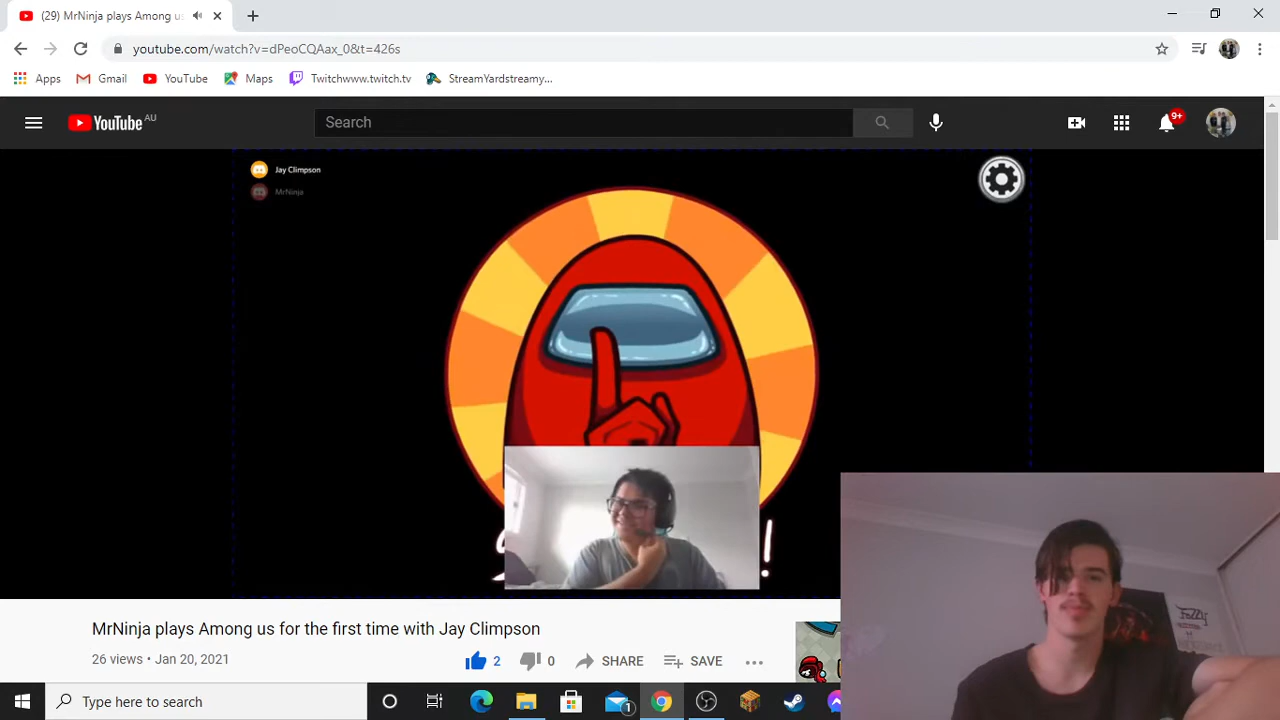 (29) MrNinja plays Among us
youtube.com/watch?v=dPeoCQAax_0&t=426s
Apps Gmail YouTube Maps Twitchwww.twitch.tv StreamYardstreamy...
YouTube AU Search 9+
Jay Climpson
MrNinja
!
MrNinja plays Among us for the first time with Jay Climpson
26 views • Jan 20, 2021
2 0 SHARE SAVE
Type here to search
1